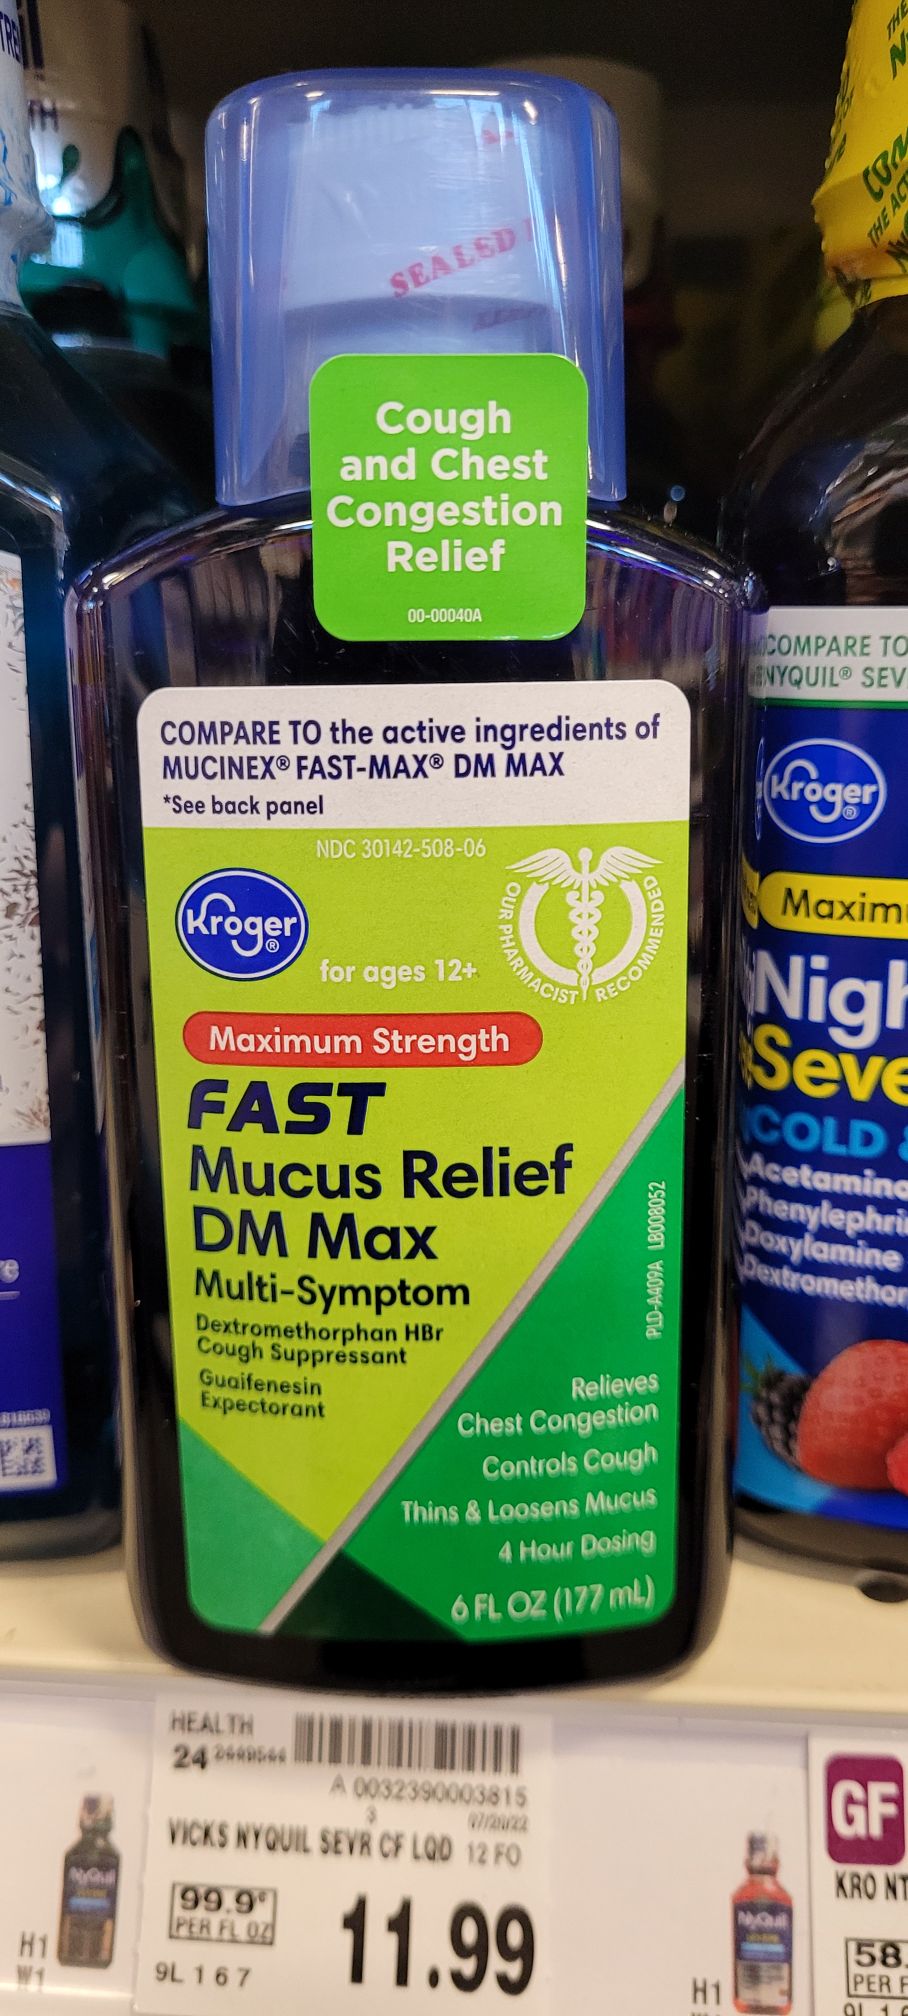 SEALED
Cough
and Chest
Congestion
Relief
00-00040A
COMPARE TO the active ingredients of
MUCINEX® FAST-MAX® DM MAX
*See back panel
NDC 30142-508-06
Kroger®
for ages 12+
OUR PHARMACIST RECOMMENDED
Maximum Strength
FAST
Mucus Relief
DM Max
Multi-Symptom
Dextromethorphan HBr
Cough Suppressant
Guaifenesin
Expectorant
PLD-A409A LB008052
Relieves
Chest Congestion
Controls Cough
Thins & Loosens Mucus
4 Hour Dosing
6 FL OZ (177 mL)
COMPARE TO
NYQUIL® SEV
Kroger®
Maxim
Nigh
Seve
COLD &
Acetamino
Phenylephri
Doxylamine
Dextromethor
HEALTH
24
A 0032390003815
3
07/20/22
VICKS NYQUIL SEVR CF LQD 12 FO
99.9¢
PER FL OZ
11.99
9L 1 6 7
H1
W1
NyQuil
NyQuil
H1
GF
KRO NT
58.
PER F